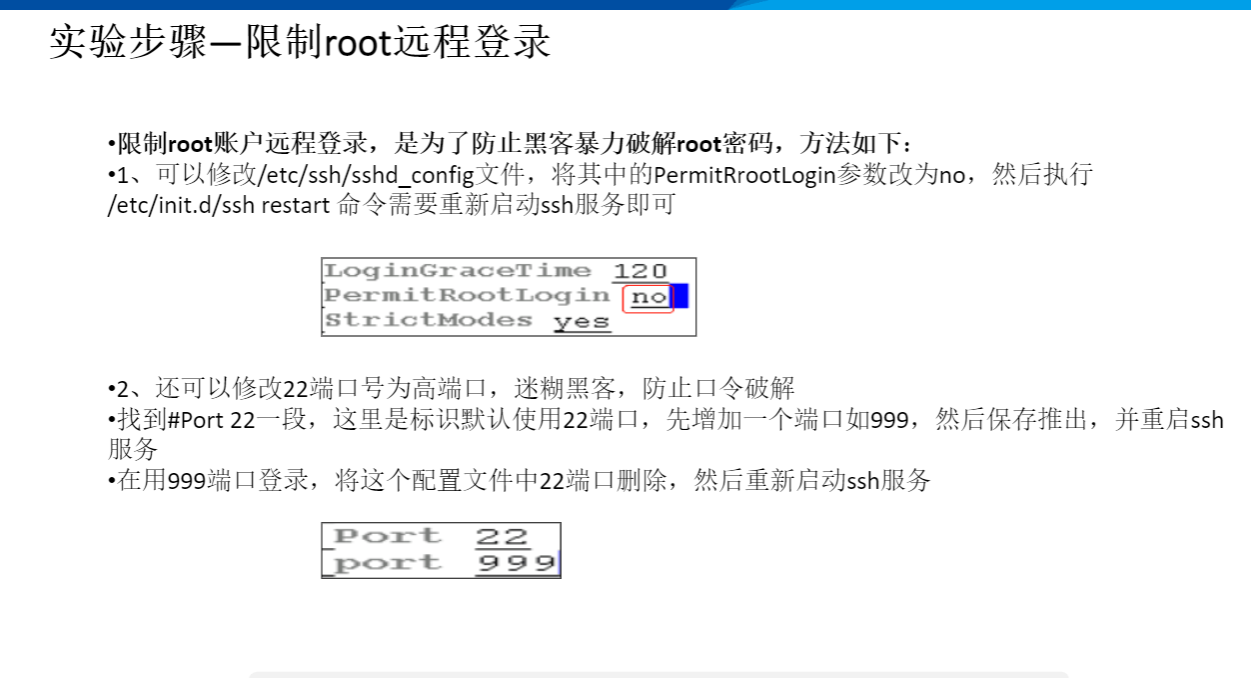 实验步骤—限制root远程登录
•限制root账户远程登录，是为了防止黑客暴力破解root密码，方法如下：
•1、可以修改/etc/ssh/sshd_config文件，将其中的PermitRrootLogin参数改为no，然后执行
/etc/init.d/ssh restart 命令需要重新启动ssh服务即可
LoginGraceTime 120
PermitRootLogin no
StrictModes yes
•2、还可以修改22端口号为高端口，迷糊黑客，防止口令破解
•找到#Port 22一段，这里是标识默认使用22端口，先增加一个端口如999，然后保存推出，并重启ssh
服务
•在用999端口登录，将这个配置文件中22端口删除，然后重新启动ssh服务
Port 22
port 999